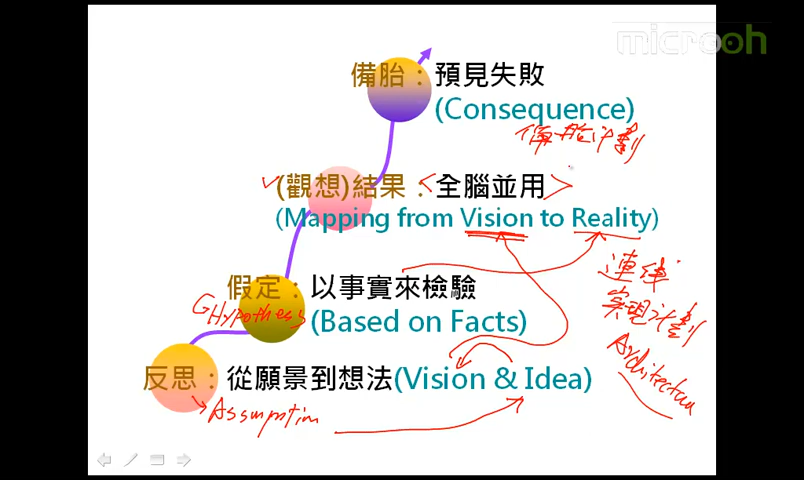 microoh
備胎：預見失敗
(Consequence)
備胎計劃
(觀想)結果：<全腦並用>
(Mapping from Vision to Reality)
連線
實現計劃
Architecture
假定：以事實來檢驗
Hypothesis
(Based on Facts)
反思：從願景到想法(Vision & Idea)
Assumption